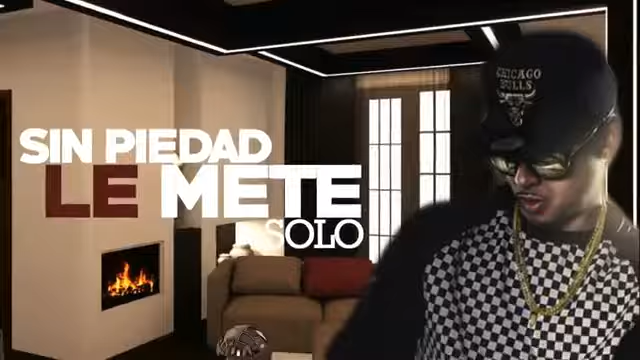 SIN PIEDAD
LE METE
SOLO
CHICAGO
BULLS